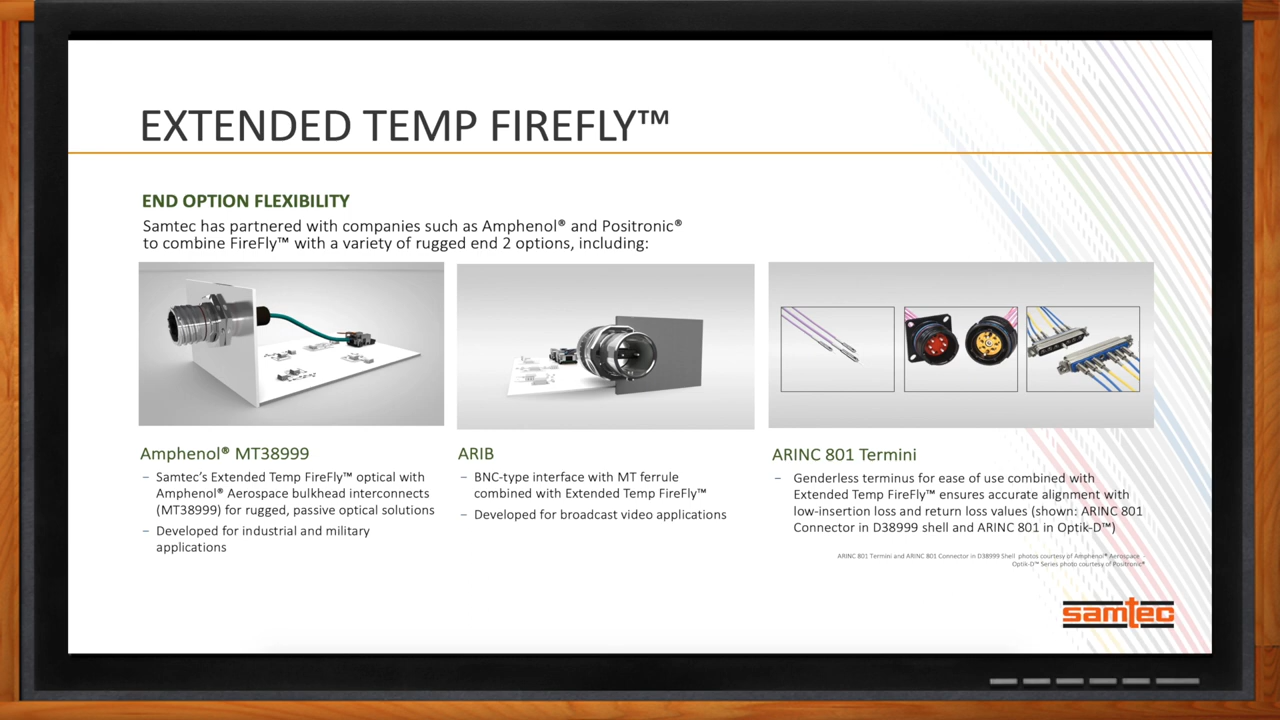 EXTENDED TEMP FIREFLY™
END OPTION FLEXIBILITY
Samtec has partnered with companies such as Amphenol® and Positronic®
to combine FireFly™ with a variety of rugged end 2 options, including:
Amphenol® MT38999
– Samtec’s Extended Temp FireFly™ optical with
Amphenol® Aerospace bulkhead interconnects
(MT38999) for rugged, passive optical solutions
– Developed for industrial and military
applications
ARIB
– BNC-type interface with MT ferrule
combined with Extended Temp FireFly™
– Developed for broadcast video applications
ARINC 801 Termini
– Genderless terminus for ease of use combined with
Extended Temp FireFly™ ensures accurate alignment with
low-insertion loss and return loss values (shown: ARINC 801
Connector in D38999 shell and ARINC 801 in Optik-D™)
ARINC 801 Termini and ARINC 801 Connector in D38999 Shell photos courtesy pf Amphenol® Aerospace –
Optik-D™ Series photo courtesy of Positronic®
samtec